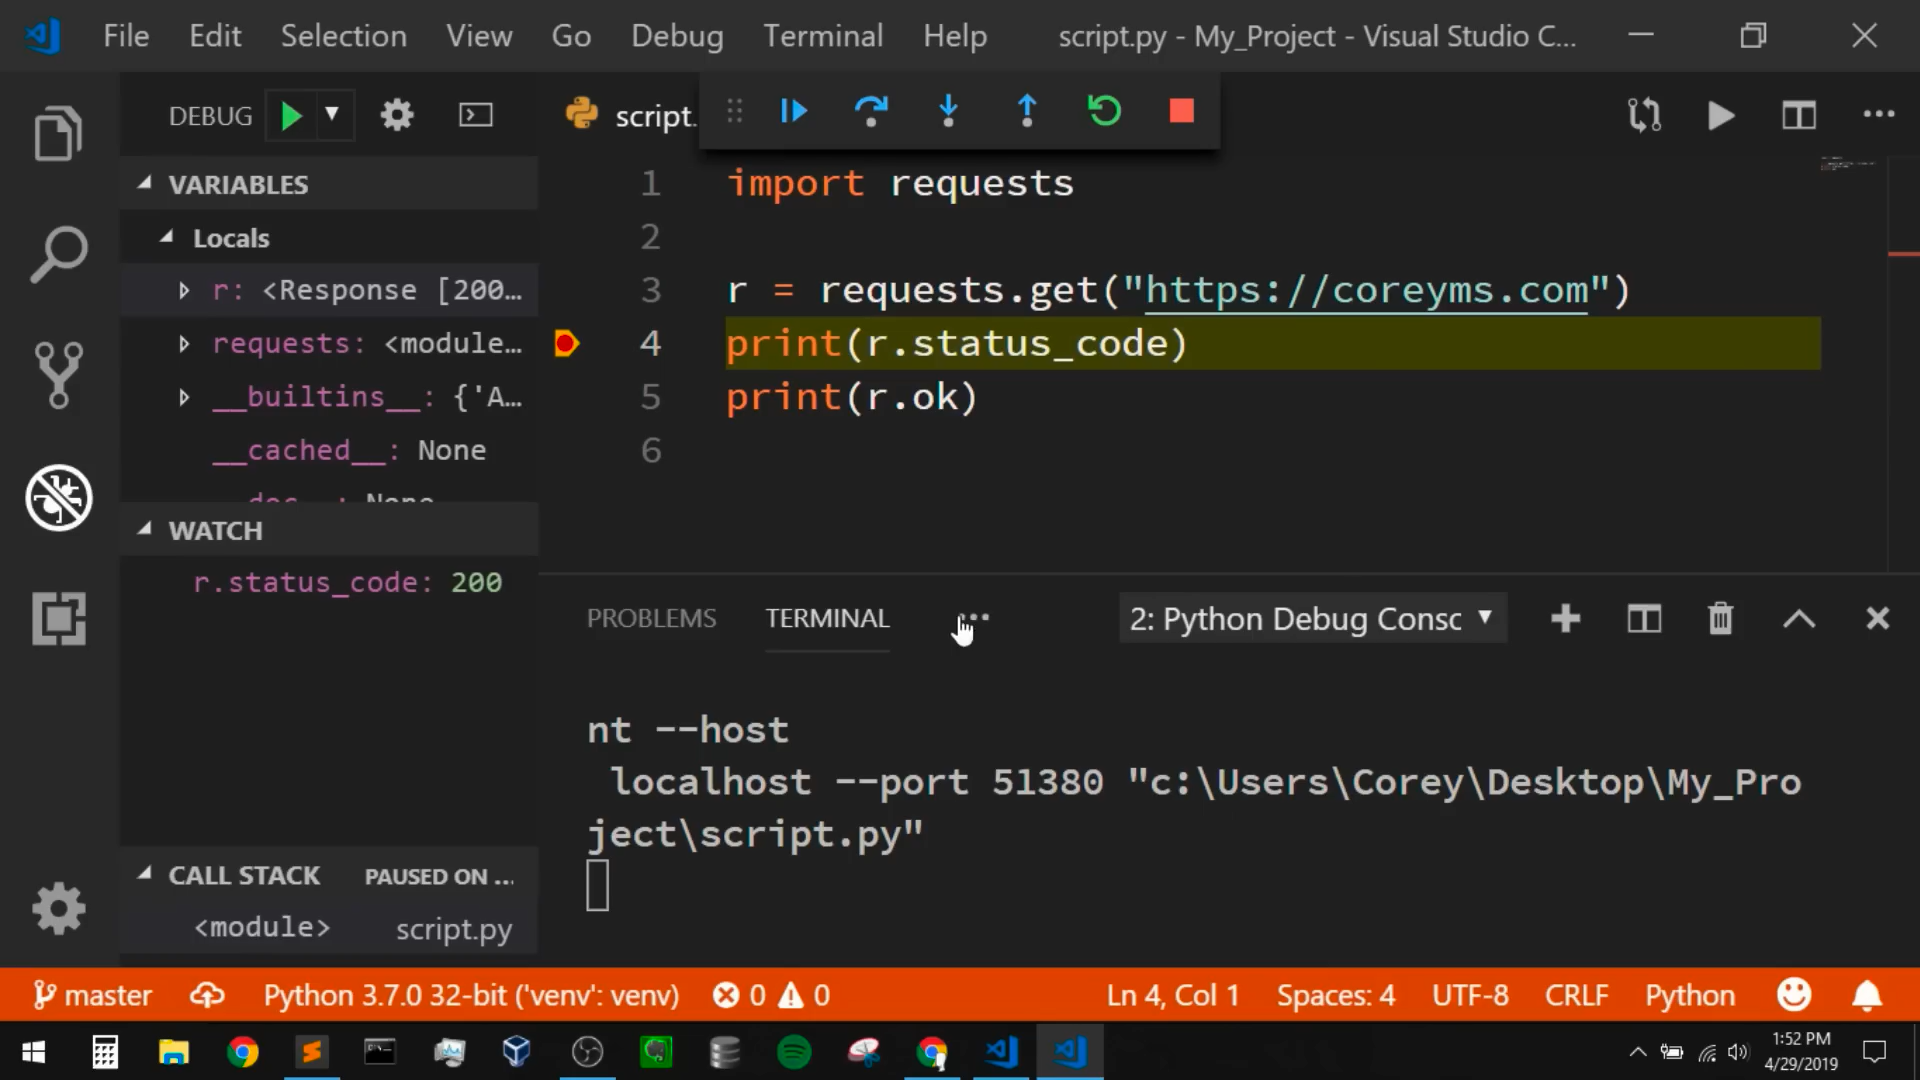 File Edit Selection View Go Debug Terminal Help script.py - My_Project - Visual Studio C...
DEBUG
script.
VARIABLES
Locals
r: <Response [200...
requests: <module...
__builtins__: {'A...
__cached__: None
__doc__: None
WATCH
r.status_code: 200
CALL STACK PAUSED ON ...
<module> script.py
1 import requests
2
3 r = requests.get("https://coreyms.com")
4 print(r.status_code)
5 print(r.ok)
6
PROBLEMS TERMINAL ... 2: Python Debug Consc
nt --host
localhost --port 51380 "c:\Users\Corey\Desktop\My_Pro
ject\script.py"
master Python 3.7.0 32-bit ('venv': venv) 0 0 Ln 4, Col 1 Spaces: 4 UTF-8 CRLF Python
1:52 PM
4/29/2019